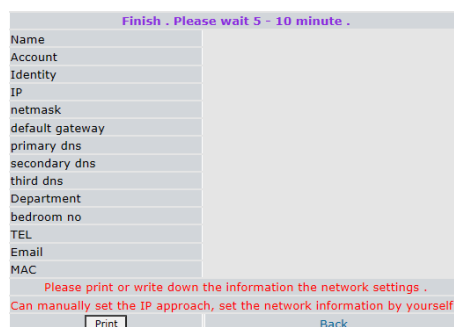 Finish . Please wait 5 - 10 minute .
Name
Account
Identity
IP
netmask
default gateway
primary dns
secondary dns
third dns
Department
bedroom no
TEL
Email
MAC
Please print or write down the information the network settings .
Can manually set the IP approach, set the network information by yourself
Print Back